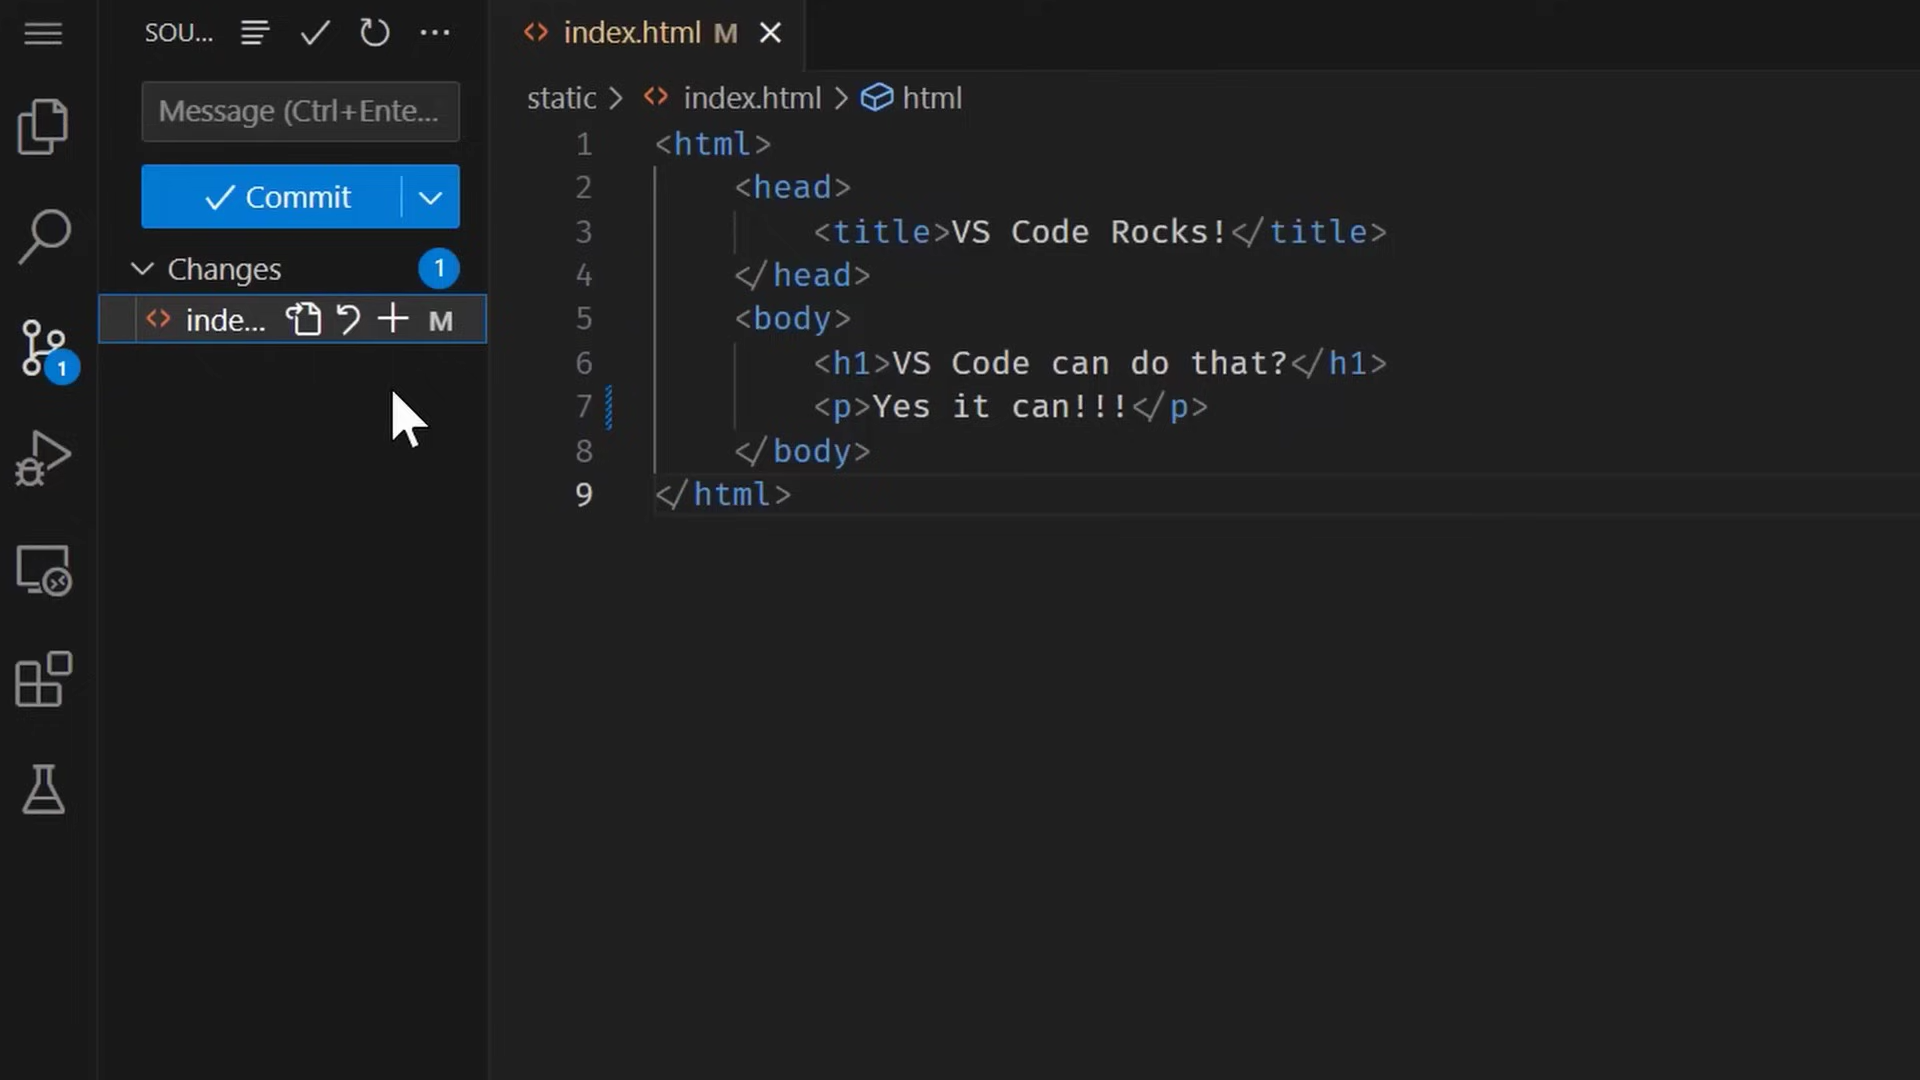 SOU...
Message (Ctrl+Ente...
Commit
Changes 1
inde... M
1
index.html M
static > index.html > html
1 <html>
2 <head>
3 <title>VS Code Rocks!</title>
4 </head>
5 <body>
6 <h1>VS Code can do that?</h1>
7 <p>Yes it can!!!</p>
8 </body>
9 </html>